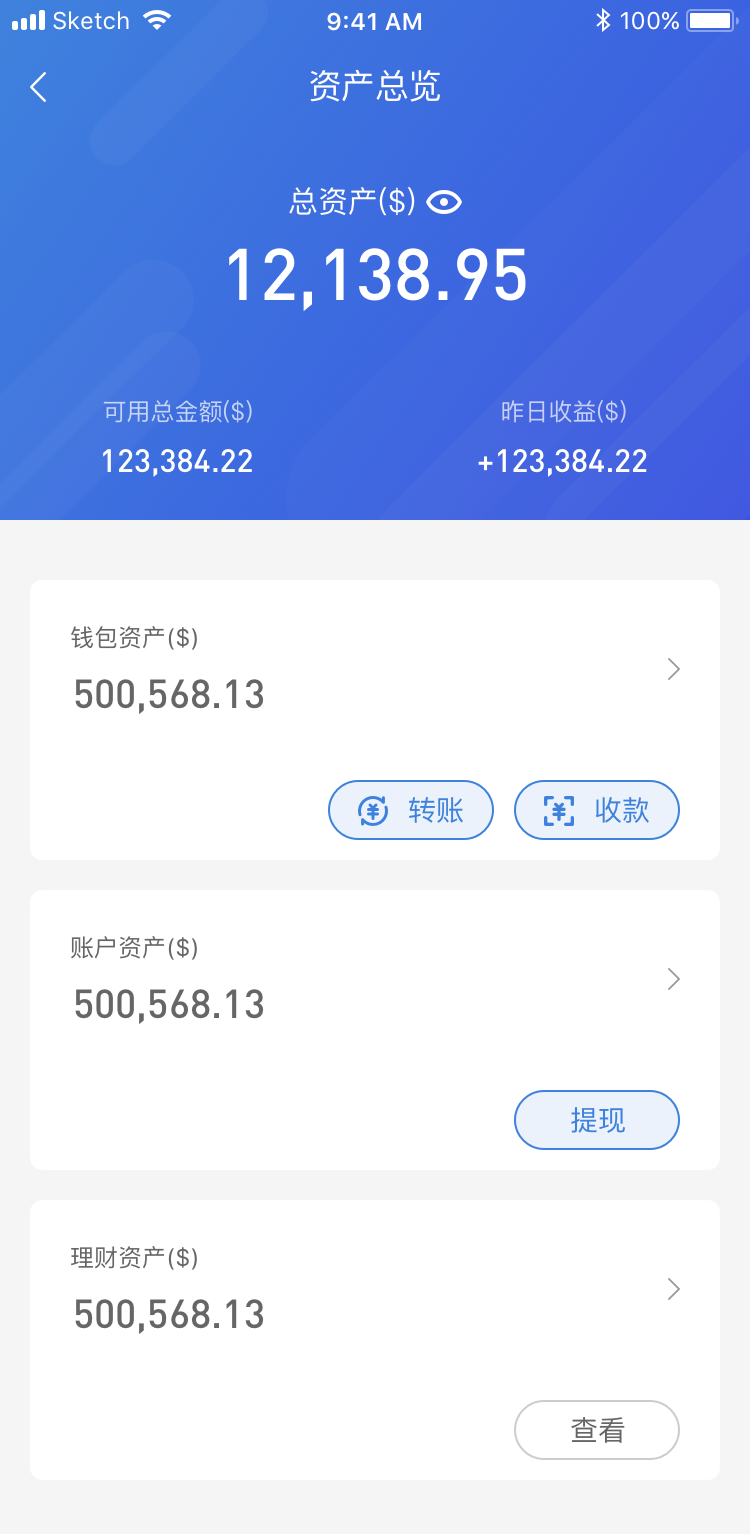 Sketch 9:41 AM 100%
资产总览
总资产($)
12,138.95
可用总金额($) 昨日收益($)
123,384.22 +123,384.22
钱包资产($)
500,568.13
转账 收款
账户资产($)
500,568.13
提现
理财资产($)
500,568.13
查看